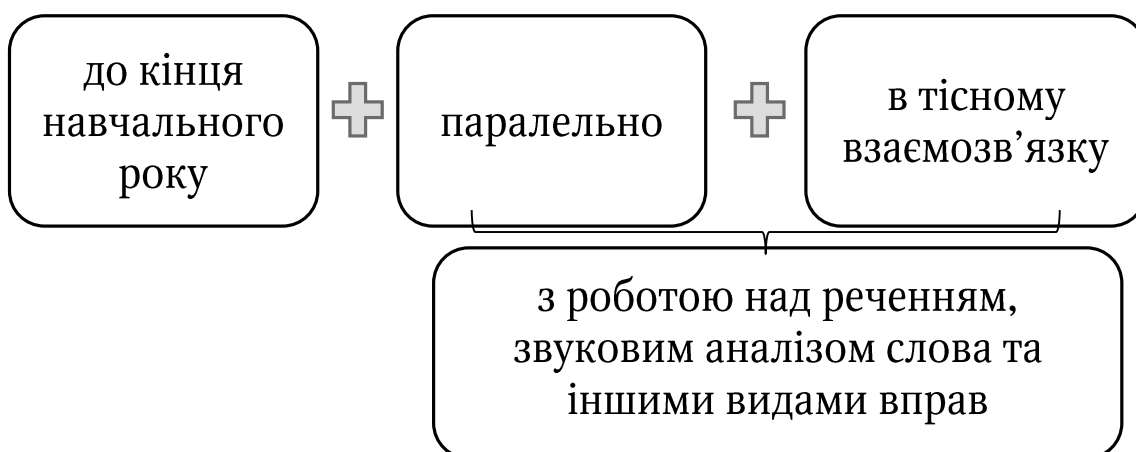 до кінця
навчального
року
паралельно
в тісному
взаємозв’язку
з роботою над реченням,
звуковим аналізом слова та
іншими видами вправ